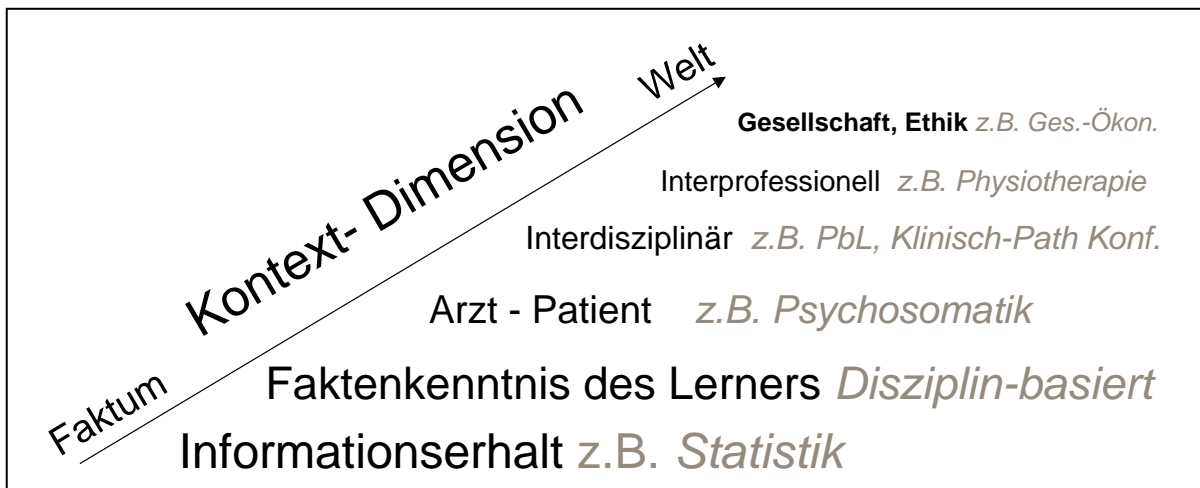 Welt
Kontext- Dimension
Faktum
Gesellschaft, Ethik z.B. Ges.-Ökon.
Interprofessionell z.B. Physiotherapie
Interdisziplinär z.B. PbL, Klinisch-Path Konf.
Arzt - Patient z.B. Psychosomatik
Faktenkenntnis des Lerners Disziplin-basiert
Informationserhalt z.B. Statistik